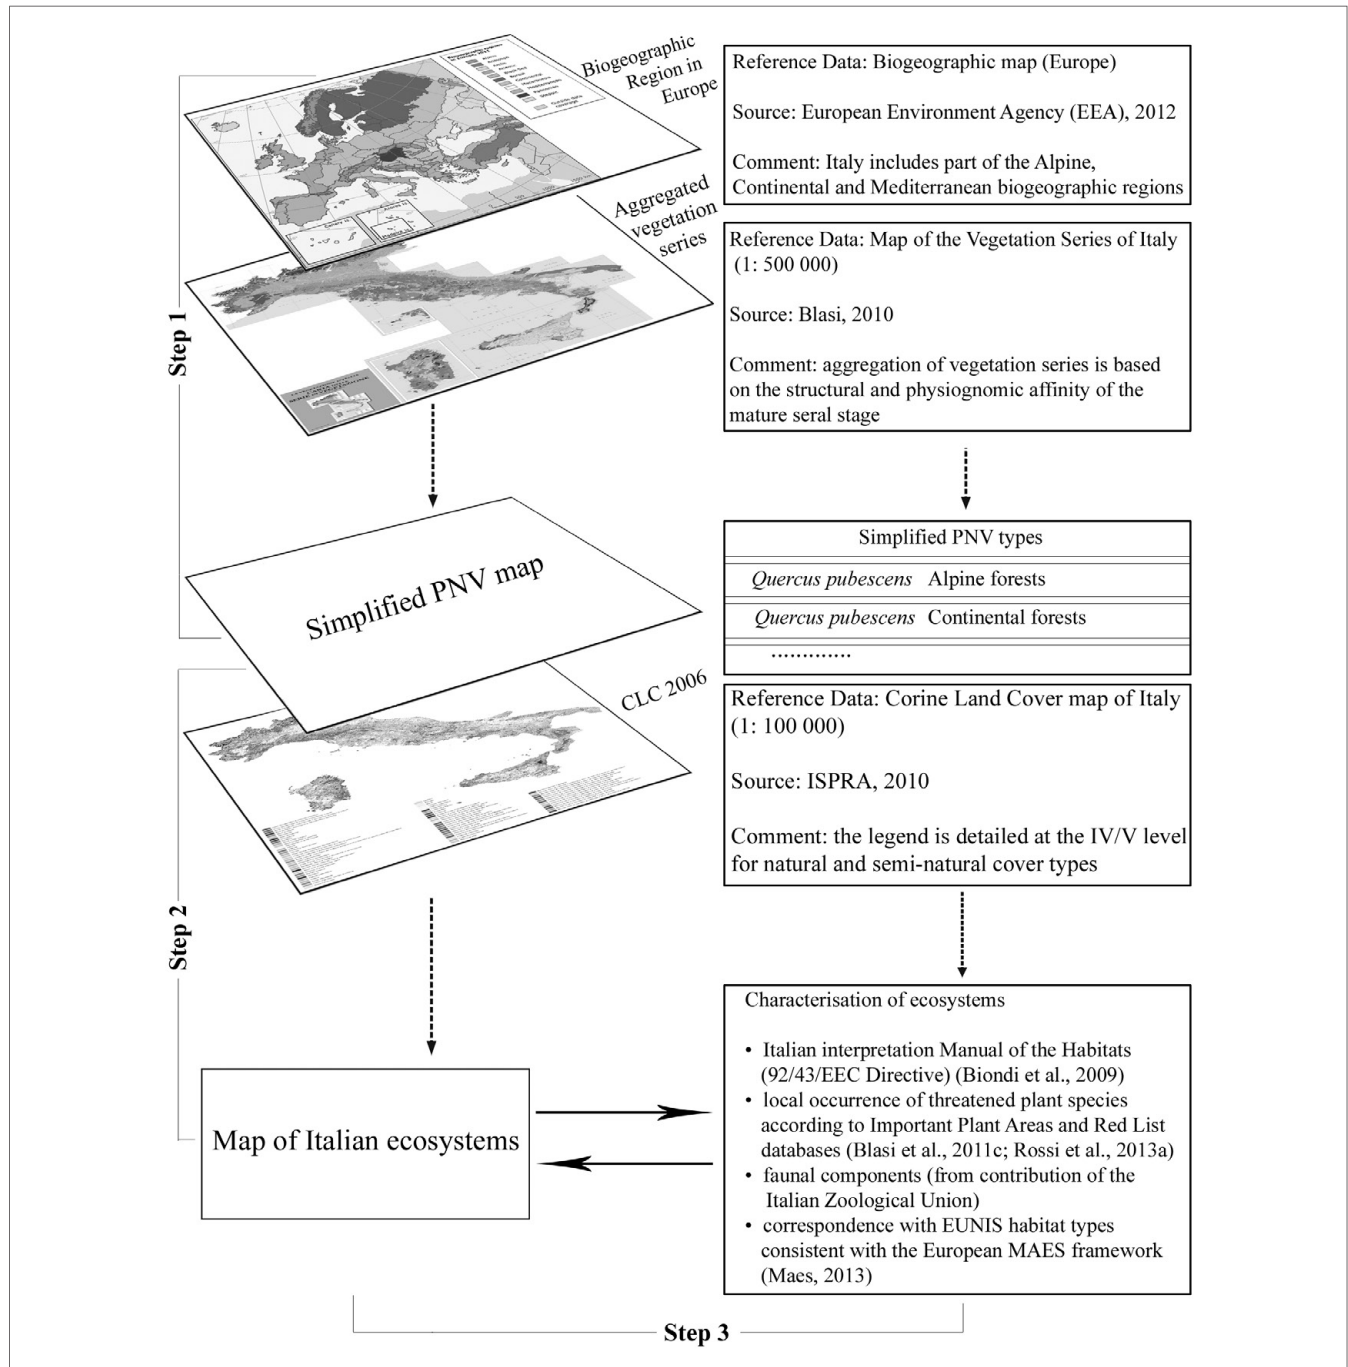 Biogeographic
Region in
Europe
Reference Data: Biogeographic map (Europe)
Source: European Environment Agency (EEA), 2012
Comment: Italy includes part of the Alpine,
Continental and Mediterranean biogeographic regions
Aggregated
vegetation
series
Reference Data: Map of the Vegetation Series of Italy
(1: 500 000)
Source: Blasi, 2010
Comment: aggregation of vegetation series is based
on the structural and physiognomic affinity of the
mature seral stage
Step 1
Simplified PNV map
Simplified PNV types
Quercus pubescens Alpine forests
Quercus pubescens Continental forests
.............
CLC 2006
Reference Data: Corine Land Cover map of Italy
(1: 100 000)
Source: ISPRA, 2010
Comment: the legend is detailed at the IV/V level
for natural and semi-natural cover types
Step 2
Map of Italian ecosystems
Characterisation of ecosystems
• Italian interpretation Manual of the Habitats
(92/43/EEC Directive) (Biondi et al., 2009)
• local occurrence of threatened plant species
according to Important Plant Areas and Red List
databases (Blasi et al., 2011c; Rossi et al., 2013a)
• faunal components (from contribution of the
Italian Zoological Union)
• correspondence with EUNIS habitat types
consistent with the European MAES framework
(Maes, 2013)
Step 3